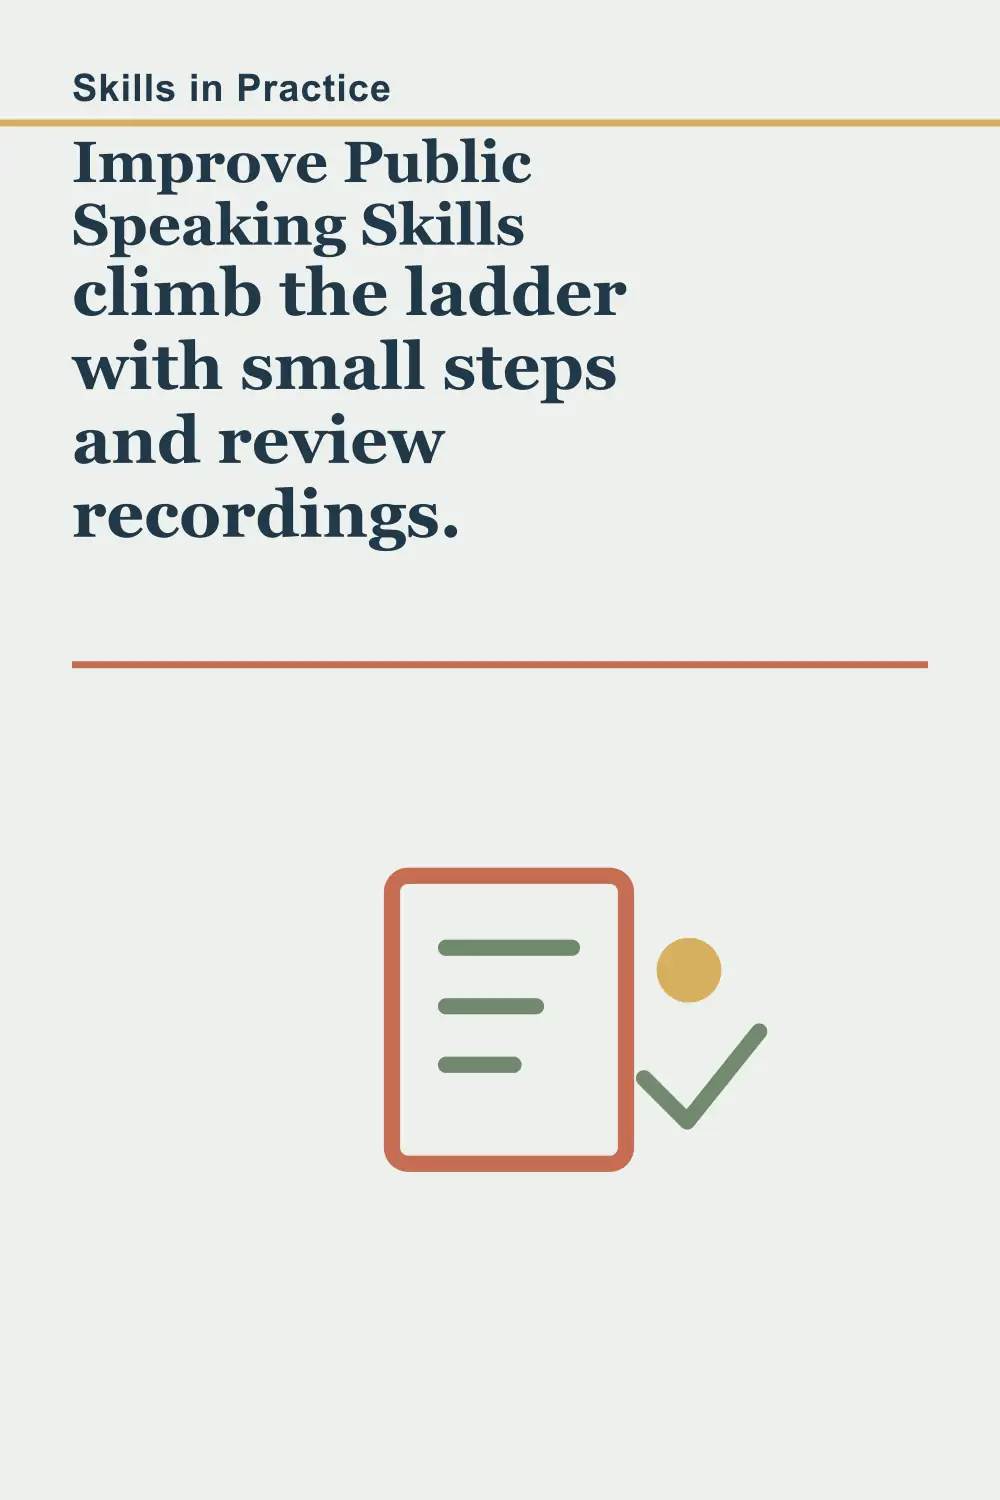 Skills in Practice
Improve Public
Speaking Skills
climb the ladder
with small steps
and review
recordings.